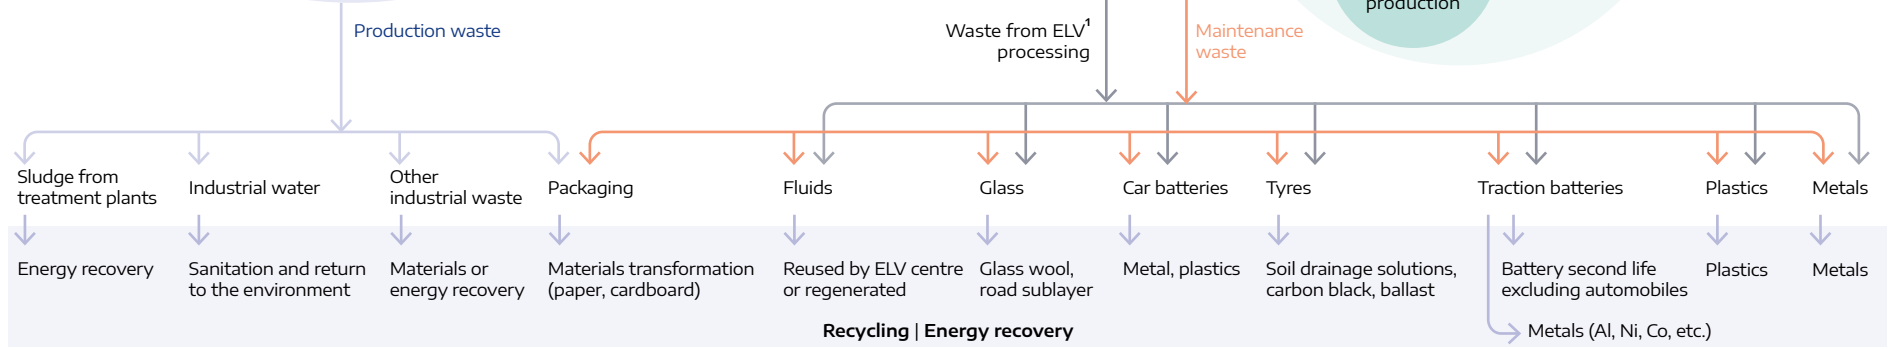 production
Production waste
Waste from ELV¹
processing
Maintenance
waste
Sludge from
treatment plants
Industrial water
Other
industrial waste
Packaging
Fluids
Glass
Car batteries
Tyres
Traction batteries
Plastics
Metals
Energy recovery
Sanitation and return
to the environment
Materials or
energy recovery
Materials transformation
(paper, cardboard)
Reused by ELV centre
or regenerated
Glass wool,
road sublayer
Metal, plastics
Soil drainage solutions,
carbon black, ballast
Battery second life
excluding automobiles
Plastics
Metals
Recycling | Energy recovery
Metals (Al, Ni, Co, etc.)